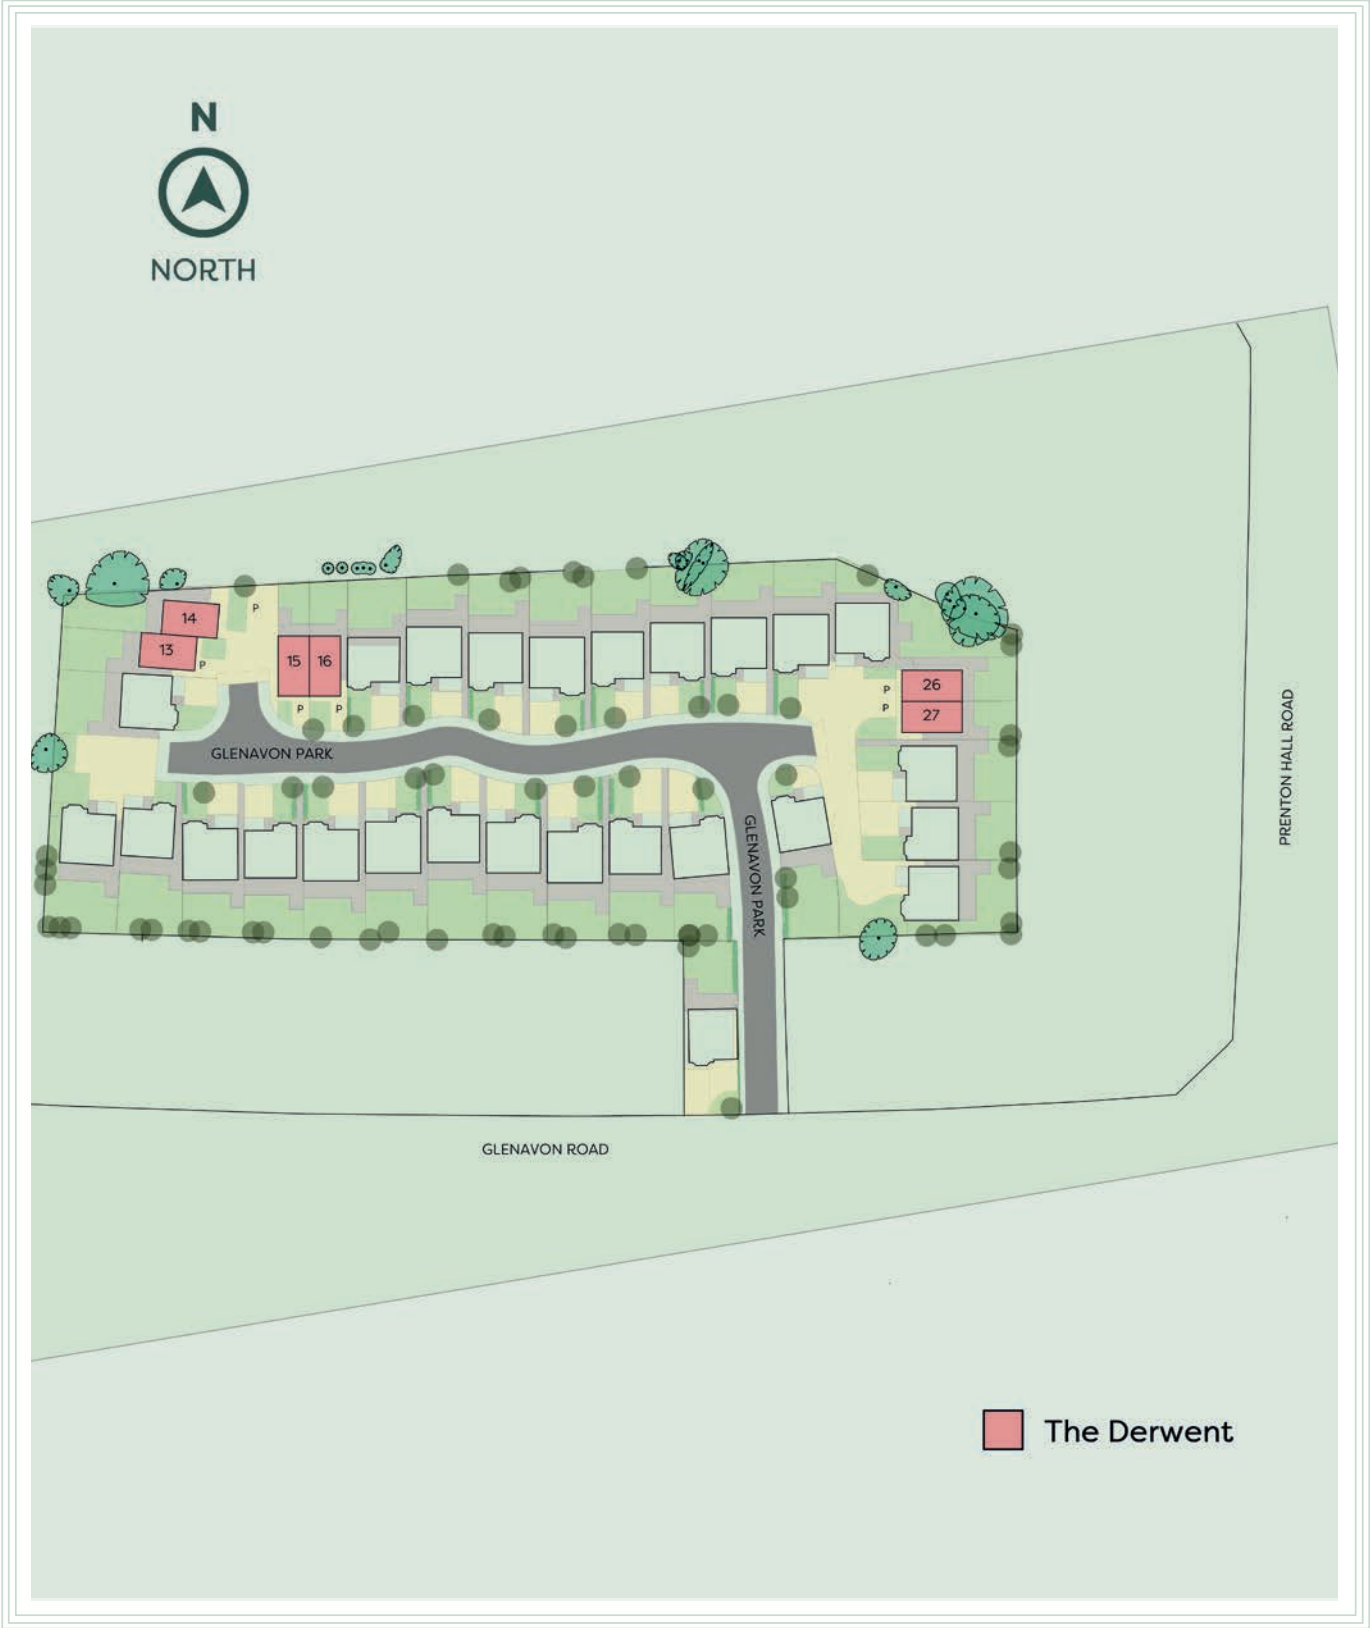 N
NORTH
14
13
P
P
15
16
P
P
26
27
P
P
GLENAVON PARK
GLENAVON PARK
PRENTON HALL ROAD
GLENAVON ROAD
The Derwent